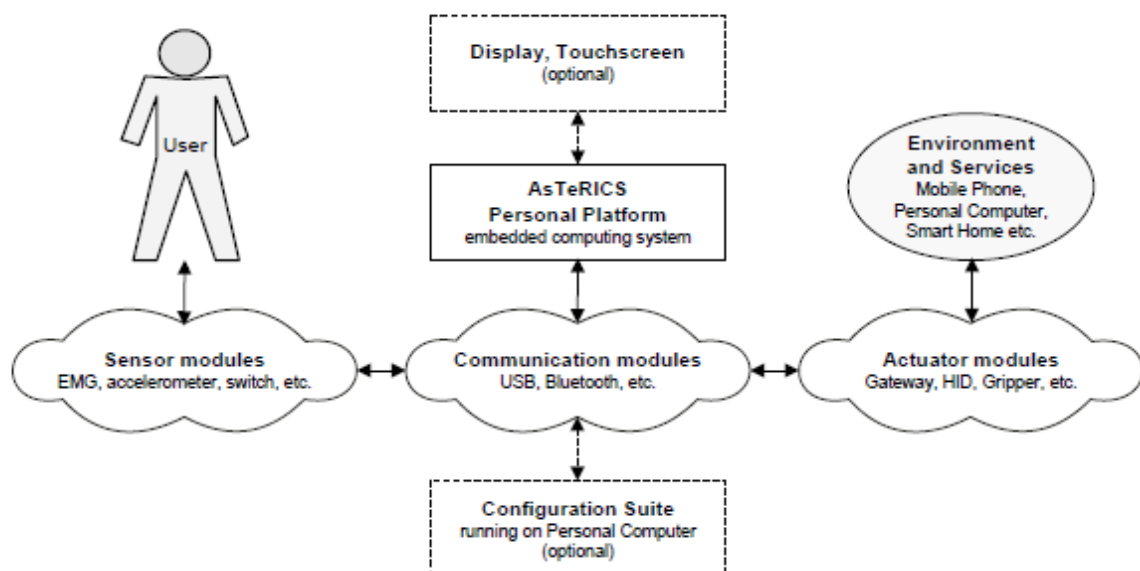 Display, Touchscreen
(optional)
User
AsTeRICS
Personal Platform
embedded computing system
Environment
and Services
Mobile Phone,
Personal Computer,
Smart Home etc.
Sensor modules
EMG, accelerometer, switch, etc.
Communication modules
USB, Bluetooth, etc.
Actuator modules
Gateway, HID, Gripper, etc.
Configuration Suite
running on Personal Computer
(optional)